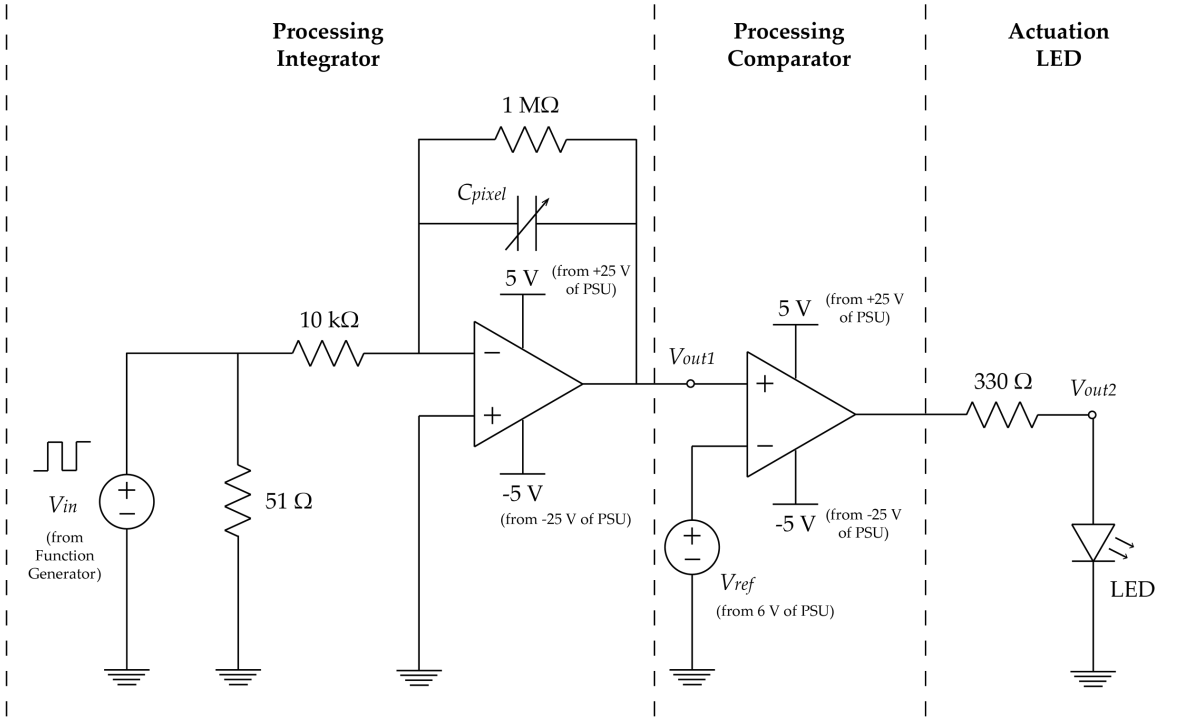 Processing
Integrator
Processing
Comparator
Actuation
LED
1 MΩ
Cpixel
5 V
(from +25 V
of PSU)
10 kΩ
−
+
-5 V
(from -25 V of PSU)
Vin
(from
Function
Generator)
+
−
51 Ω
Vout1
5 V
(from +25 V
of PSU)
+
−
-5 V
(from -25 V
of PSU)
+
−
Vref
(from 6 V of PSU)
330 Ω
Vout2
LED